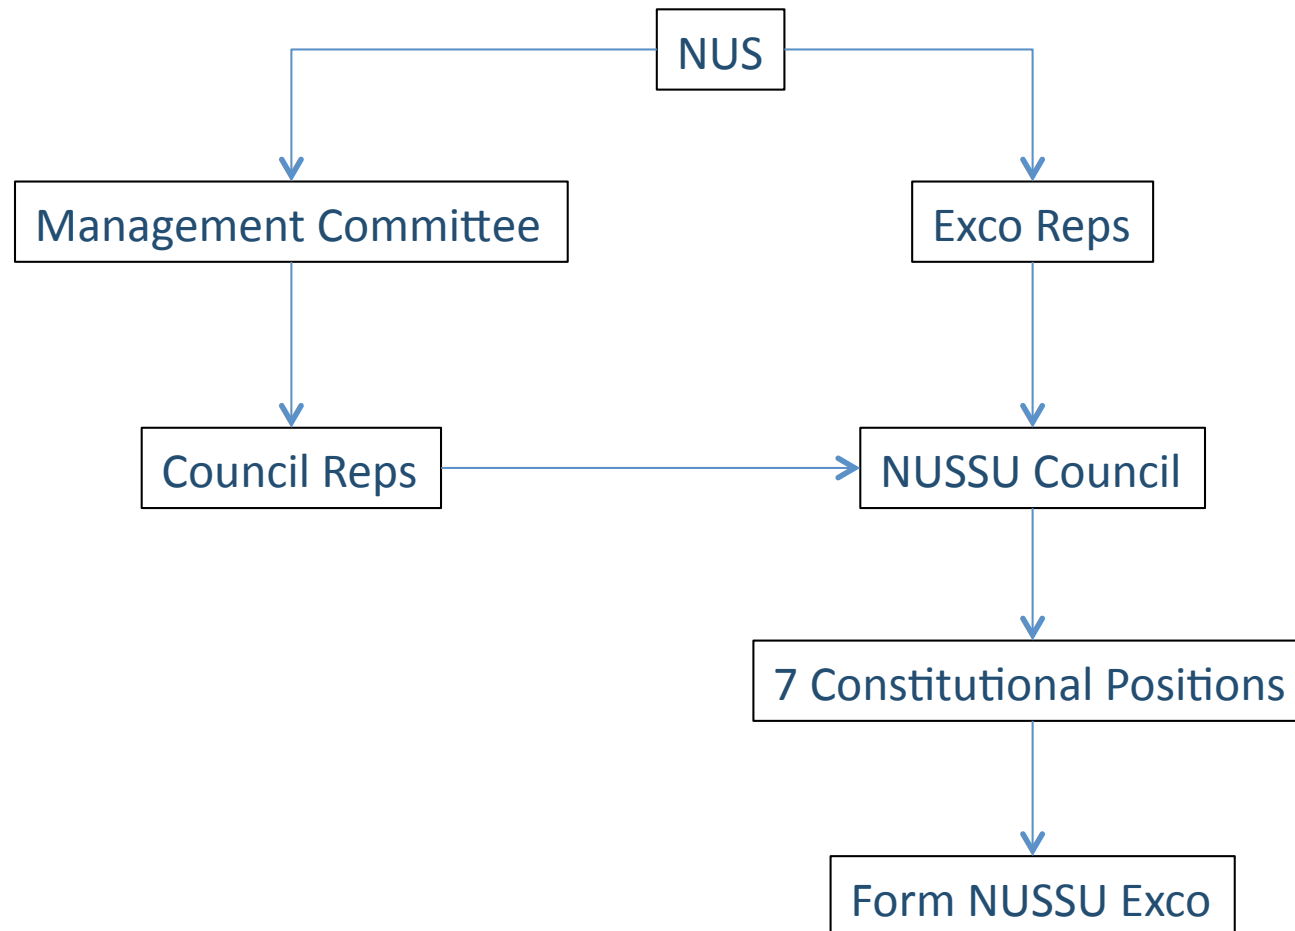 NUS
Management Committee
Exco Reps
Council Reps
NUSSU Council
7 Constitutional Positions
Form NUSSU Exco